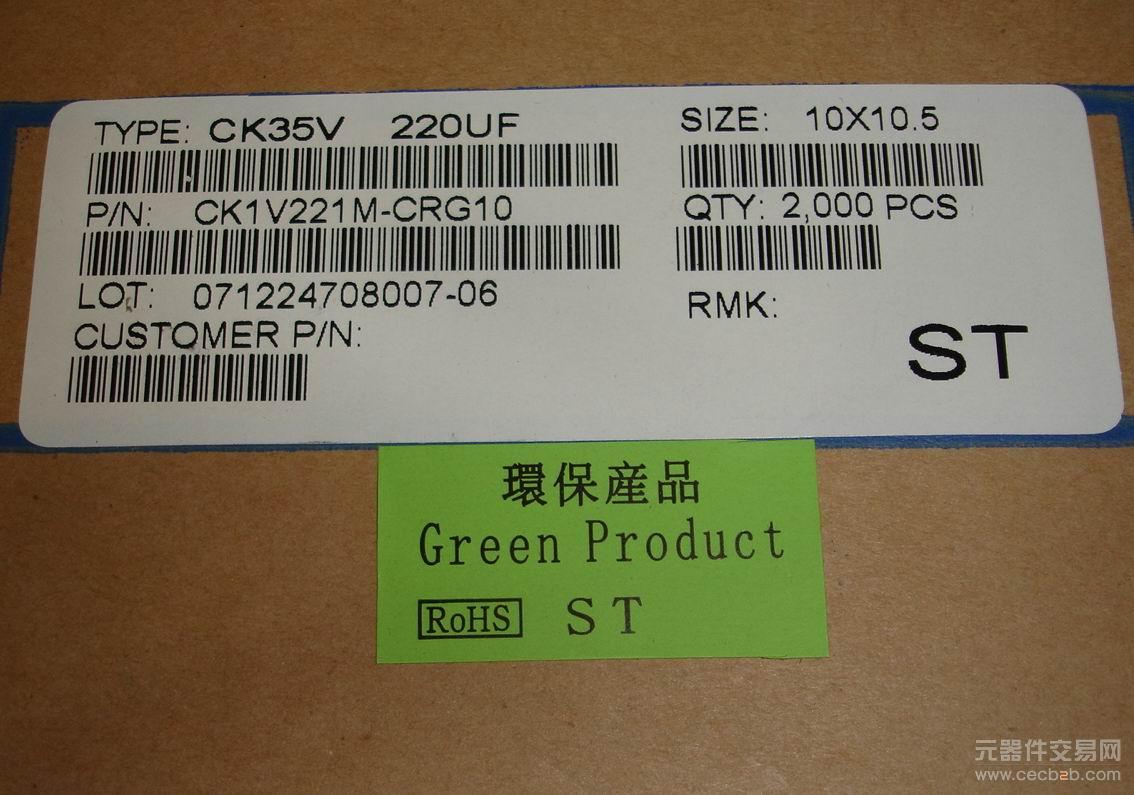 TYPE: CK35V 220UF
SIZE: 10X10.5
P/N: CK1V221M-CRG10
QTY: 2,000 PCS
LOT: 071224708007-06
RMK:
CUSTOMER P/N:
ST
環保産品
Green Product
RoHS ST
元器件交易网
www.cecb2b.com